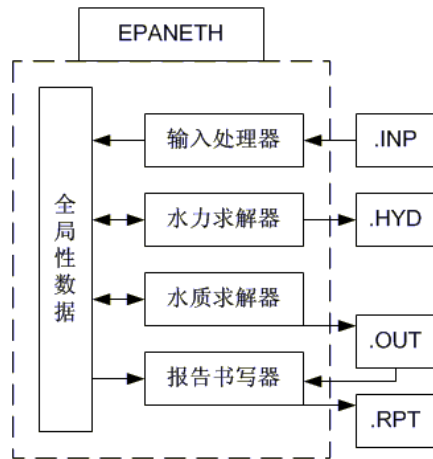 EPANETH
输入处理器
.INP
全局性数据
水力求解器
.HYD
水质求解器
.OUT
报告书写器
.RPT